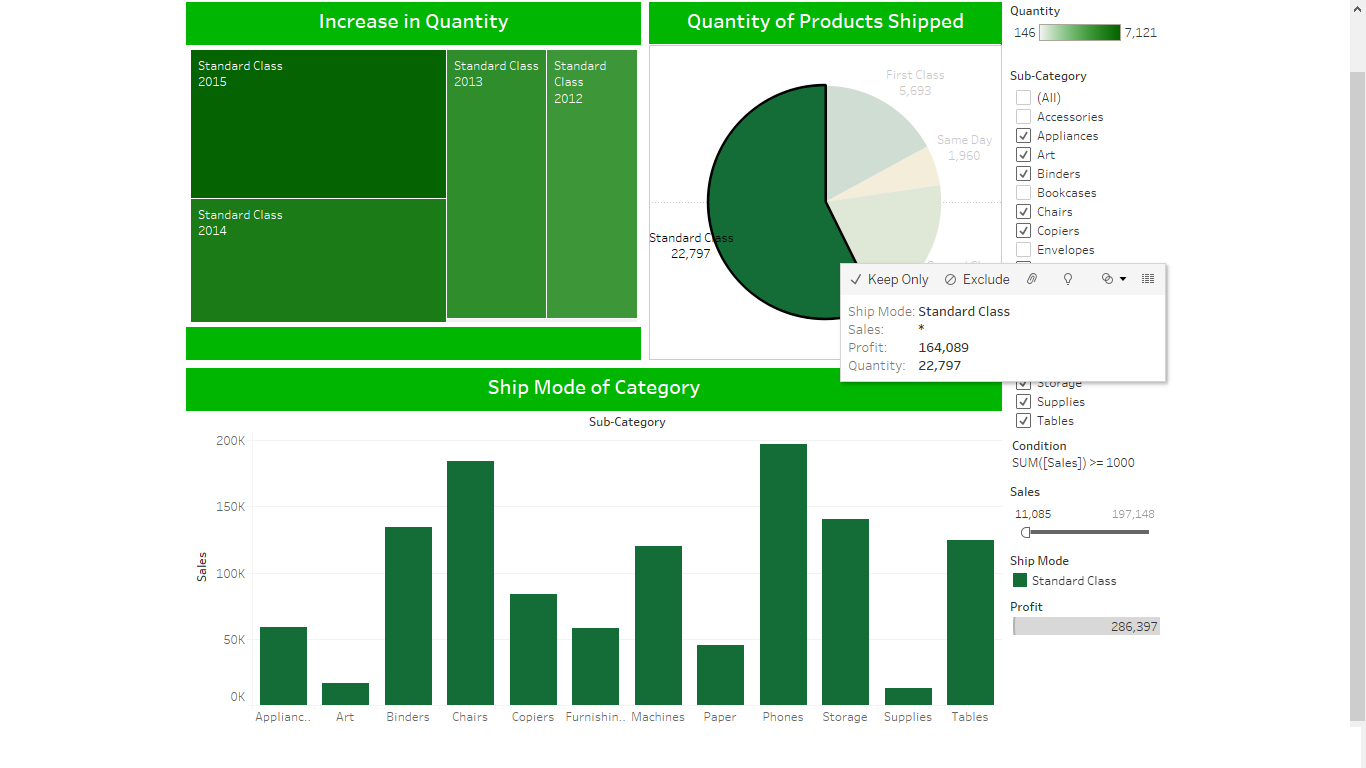 Increase in Quantity
Standard Class
2015
Standard Class
2014
Standard Class
2013
Standard
Class
2012
Quantity of Products Shipped
First Class
5,693
Same Day
1,960
Standard Class
22,797
Quantity
146 7,121
Sub-Category
(All)
Accessories
Appliances
Art
Binders
Bookcases
Chairs
Copiers
Envelopes
Keep Only Exclude
Ship Mode: Standard Class
Sales: *
Profit: 164,089
Quantity: 22,797
Storage
Supplies
Tables
Condition
SUM([Sales]) >= 1000
Sales
11,085 197,148
Ship Mode
Standard Class
Profit
286,397
Ship Mode of Category
Sub-Category
Sales
200K
150K
100K
50K
0K
Applianc.. Art Binders Chairs Copiers Furnishin.. Machines Paper Phones Storage Supplies Tables